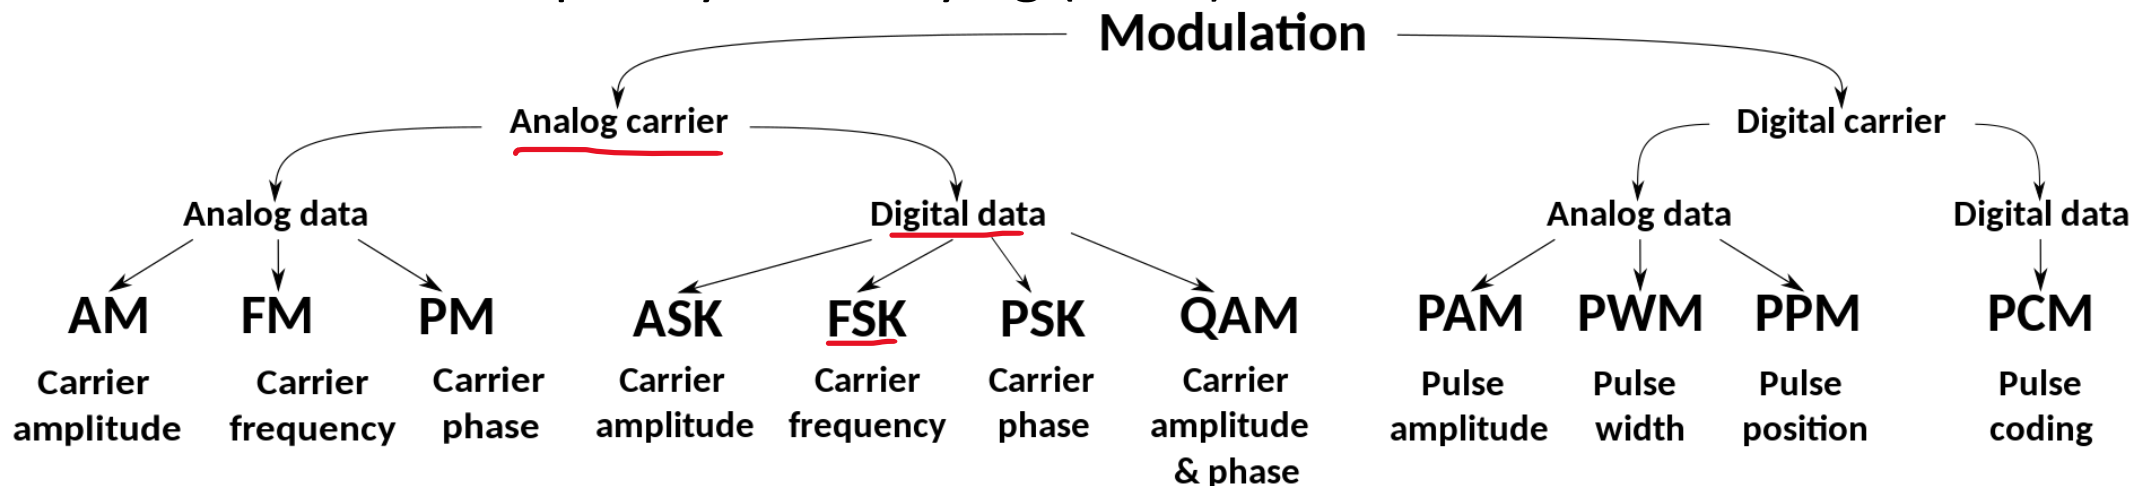 Modulation
Analog carrier
Digital carrier
Analog data
Digital data
Analog data
Digital data
AM
FM
PM
ASK
FSK
PSK
QAM
PAM
PWM
PPM
PCM
Carrier
amplitude
Carrier
frequency
Carrier
phase
Carrier
amplitude
Carrier
frequency
Carrier
phase
Carrier
amplitude
& phase
Pulse
amplitude
Pulse
width
Pulse
position
Pulse
coding